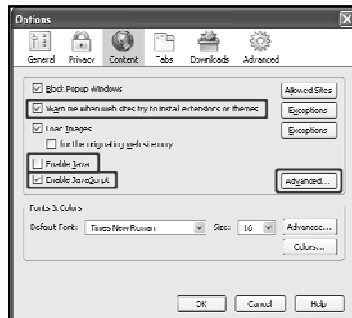 Options
General Privacy Content Tabs Downloads Advanced
Block Popup Windows Allowed Sites
Warn me when web sites try to install extensions or themes Exceptions
Load Images Exceptions
for the originating web site only
Enable Java
Enable JavaScript Advanced...
Fonts & Colors
Default Font: Times New Roman Size: 16 Advanced...
Colors...
OK Cancel Help